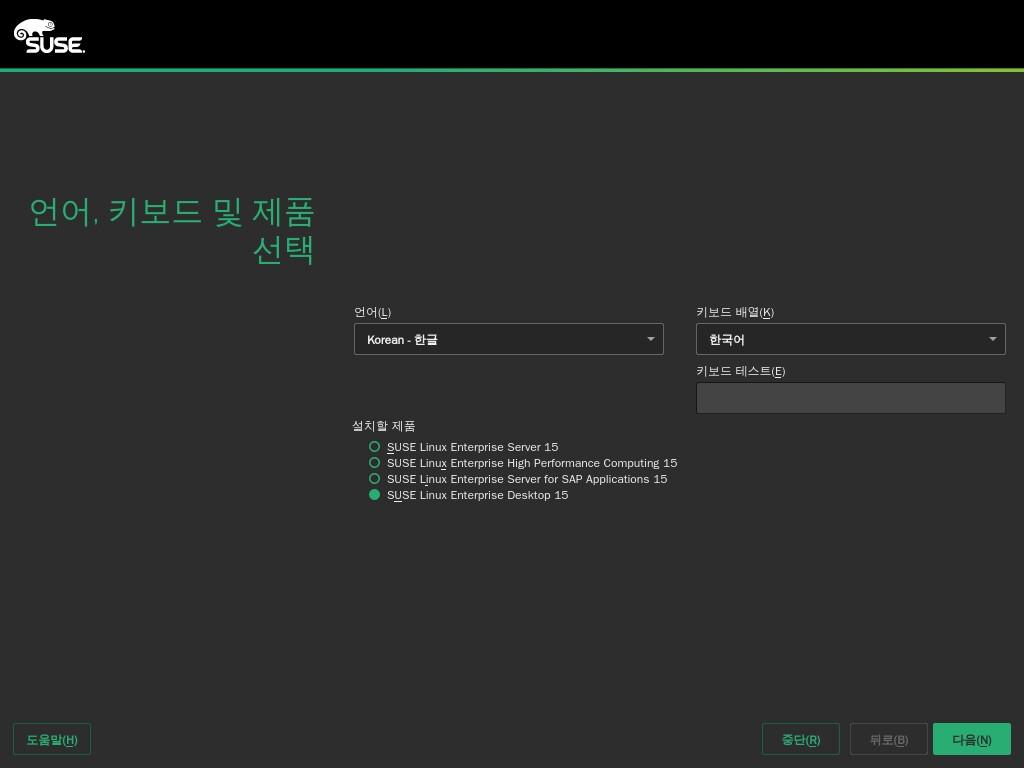 SUSE.
언어, 키보드 및 제품
선택
언어(L)
키보드 배열(K)
Korean - 한글
한국어
키보드 테스트(E)
설치할 제품
SUSE Linux Enterprise Server 15
SUSE Linux Enterprise High Performance Computing 15
SUSE Linux Enterprise Server for SAP Applications 15
SUSE Linux Enterprise Desktop 15
도움말(H)
중단(R)
뒤로(B)
다음(N)